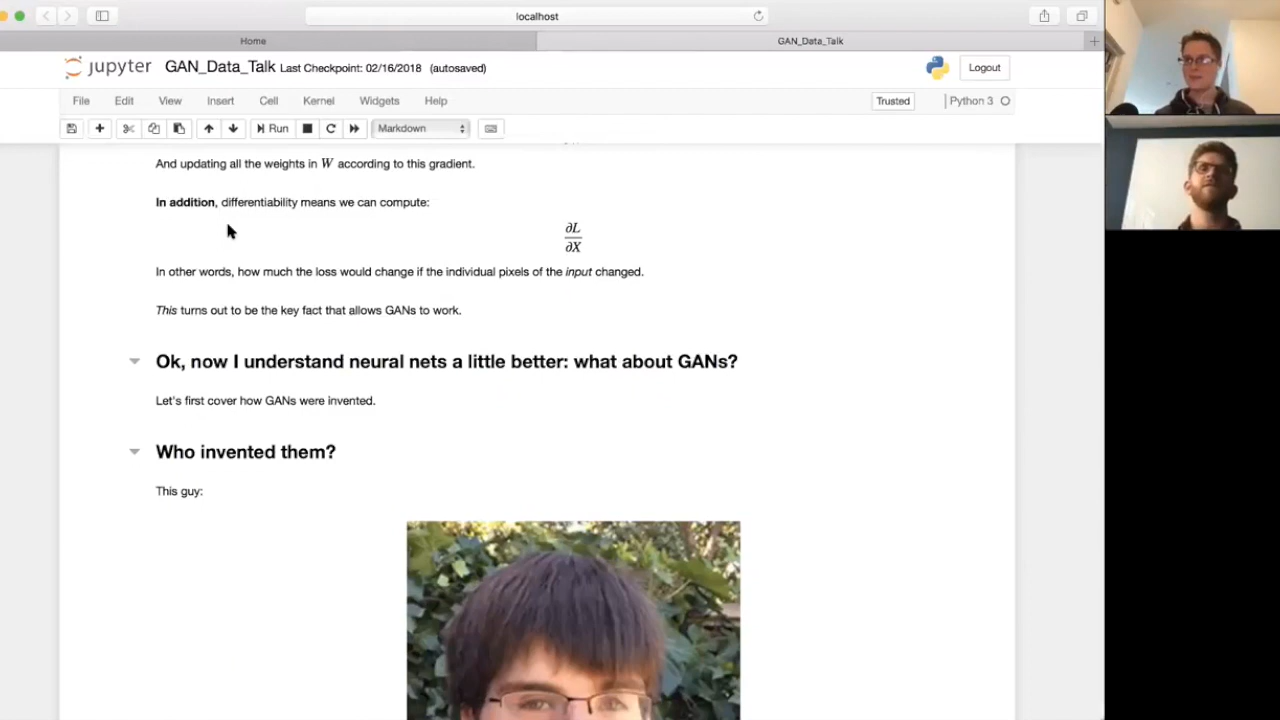 localhost
Home
GAN_Data_Talk
jupyter GAN_Data_Talk Last Checkpoint: 02/16/2018 (autosaved)
Logout
File Edit View Insert Cell Kernel Widgets Help
Trusted
Python 3
Run
Markdown
And updating all the weights in W according to this gradient.
In addition, differentiability means we can compute:
∂L
∂X
In other words, how much the loss would change if the individual pixels of the input changed.
This turns out to be the key fact that allows GANs to work.
Ok, now I understand neural nets a little better: what about GANs?
Let's first cover how GANs were invented.
Who invented them?
This guy: